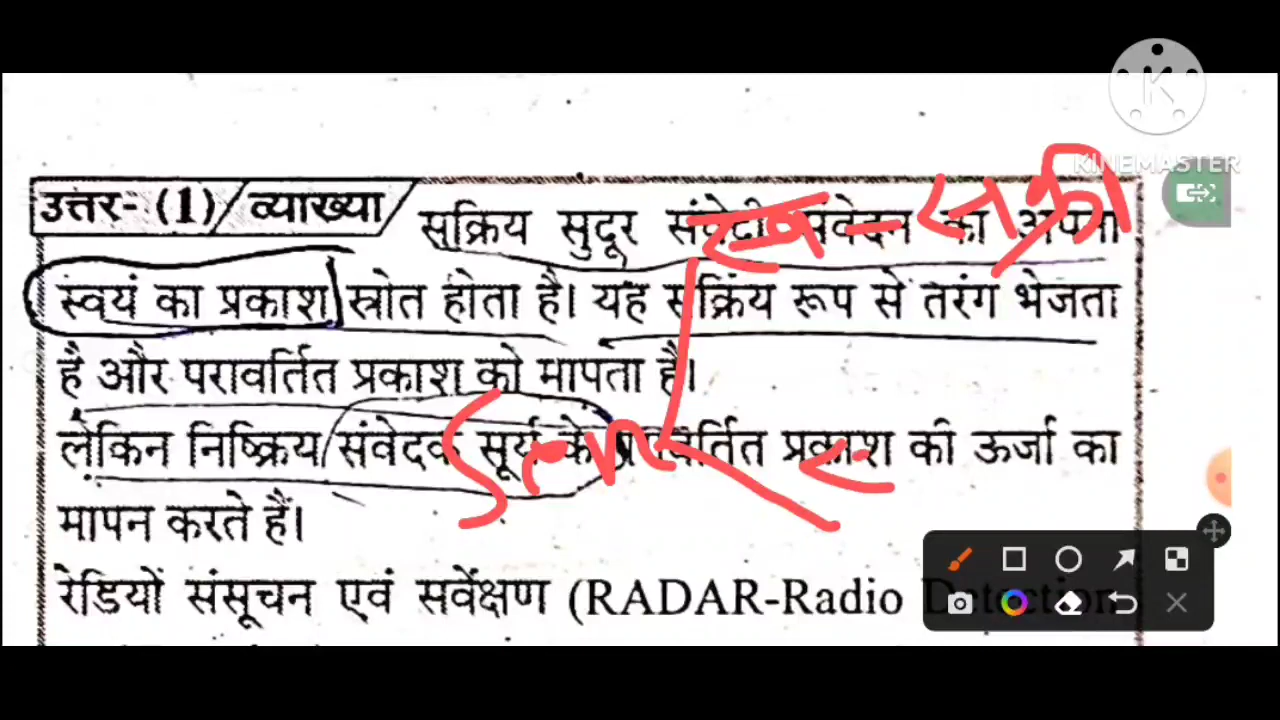 KINEMASTER
उत्तर- (1) व्याख्या सक्रिय सुदूर संवेदी संवेदन का अपना
स्वयं का प्रकाश स्रोत होता है। यह सक्रिंय रूप से तरंग भेजता
है और परावर्तित प्रकाश को मापता है।
लेकिन निष्क्रिय संवेदक सूर्य के परावर्तित प्रकाश की ऊर्जा का
मापन करते हैं।
रेडियों संसूचन एवं सर्वेक्षण (RADAR-Radio Detection